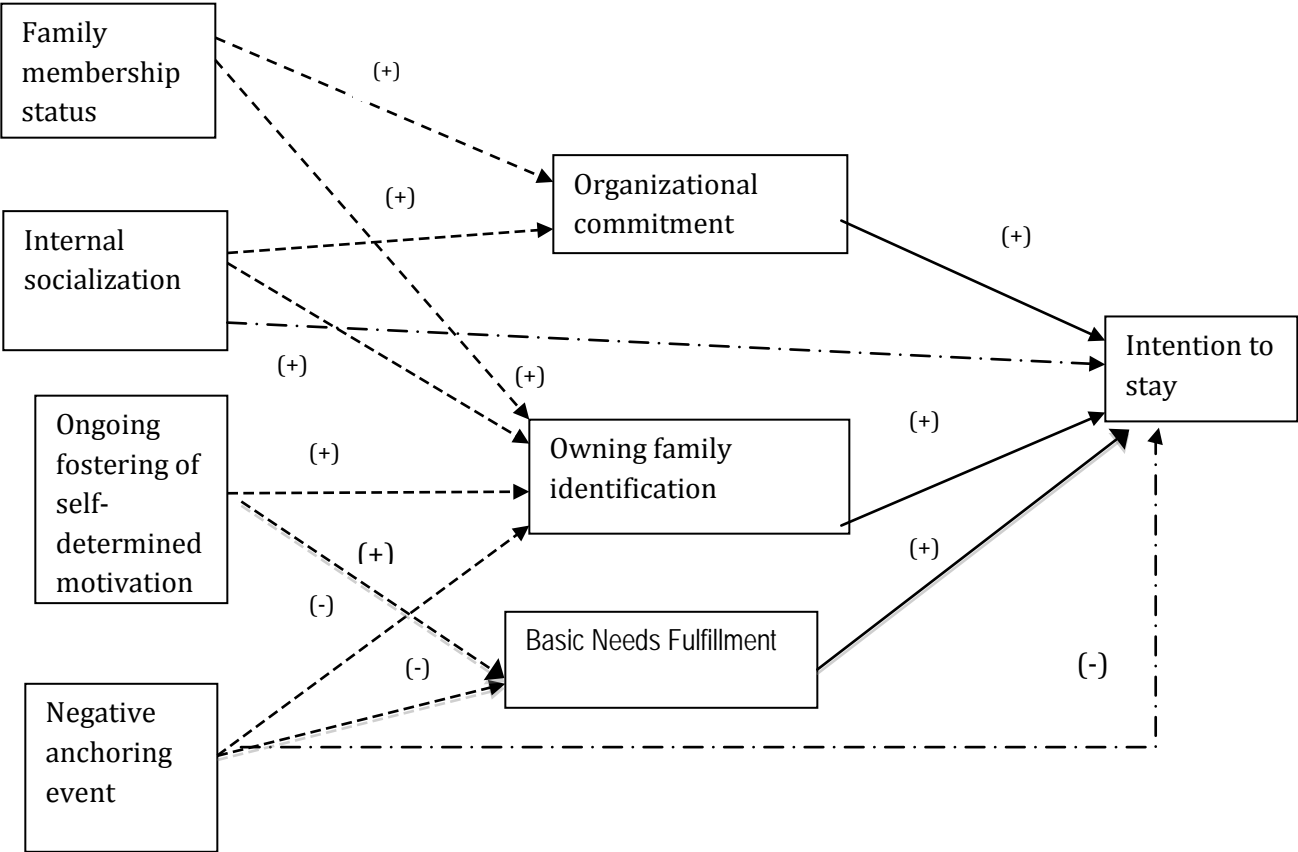 Family
membership
status
(+)
Organizational
commitment
(+)
Internal
socialization
(+)
(+)
(+)
Intention to
stay
Ongoing
fostering of
self-
determined
motivation
(+)
Owning family
identification
(+)
(+)
(+)
(-)
Basic Needs Fulfillment
(-)
(-)
Negative
anchoring
event